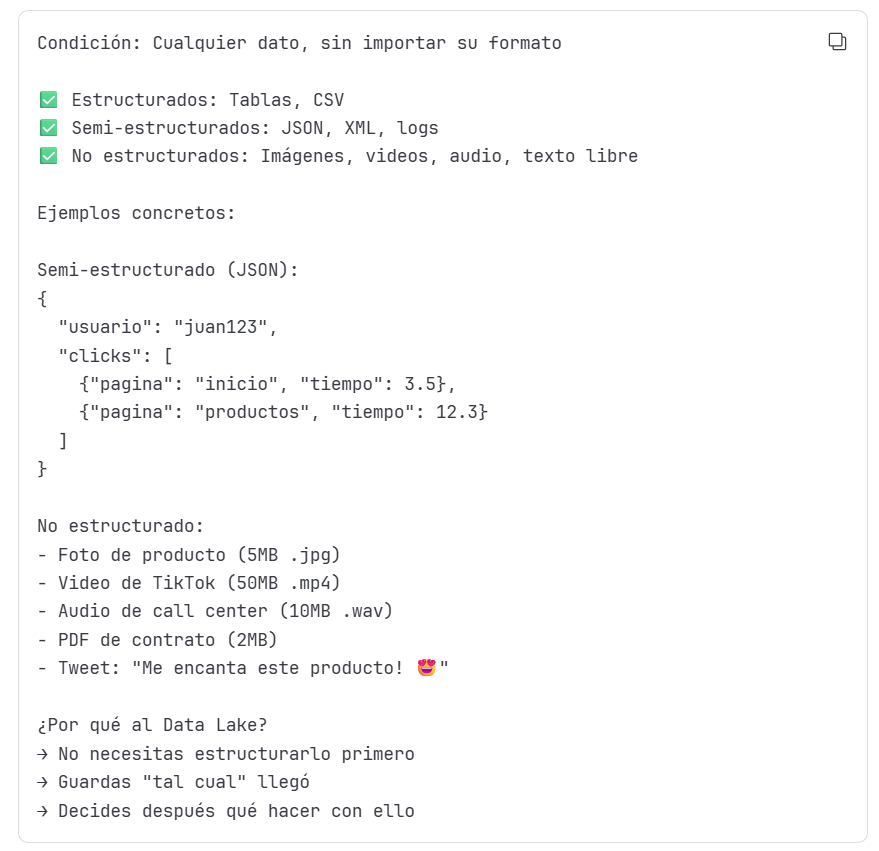 Condición: Cualquier dato, sin importar su formato
✅ Estructurados: Tablas, CSV
✅ Semi-estructurados: JSON, XML, logs
✅ No estructurados: Imágenes, videos, audio, texto libre
Ejemplos concretos:
Semi-estructurado (JSON):
{
  "usuario": "juan123",
  "clicks": [
    {"pagina": "inicio", "tiempo": 3.5},
    {"pagina": "productos", "tiempo": 12.3}
  ]
}
No estructurado:
- Foto de producto (5MB .jpg)
- Video de TikTok (50MB .mp4)
- Audio de call center (10MB .wav)
- PDF de contrato (2MB)
- Tweet: "Me encanta este producto! 😍"
¿Por qué al Data Lake?
→ No necesitas estructurarlo primero
→ Guardas "tal cual" llegó
→ Decides después qué hacer con ello